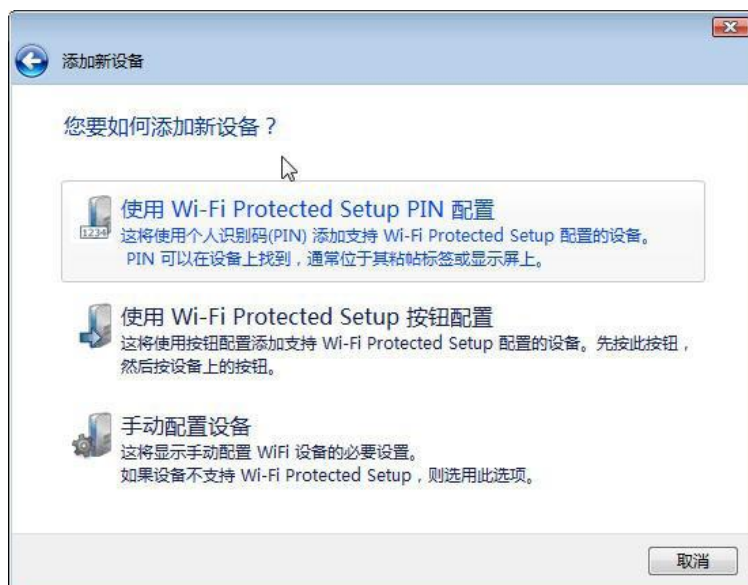 添加新设备
您要如何添加新设备？
使用 Wi-Fi Protected Setup PIN 配置
1234
这将使用个人识别码(PIN) 添加支持 Wi-Fi Protected Setup 配置的设备。
PIN 可以在设备上找到，通常位于其粘帖标签或显示屏上。
使用 Wi-Fi Protected Setup 按钮配置
这将使用按钮配置添加支持 Wi-Fi Protected Setup 配置的设备。先按此按钮，
然后按设备上的按钮。
手动配置设备
这将显示手动配置 WiFi 设备的必要设置。
如果设备不支持 Wi-Fi Protected Setup，则选用此选项。
取消